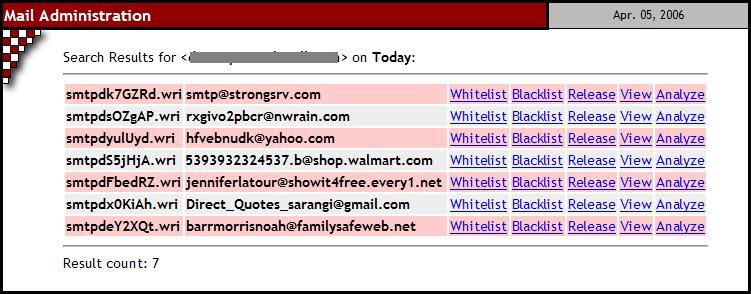 Mail Administration Apr. 05, 2006
Search Results for < > on Today:
smtpdk7GZRd.wri smtp@strongsrv.com Whitelist Blacklist Release View Analyze
smtpdsOZgAP.wri rxgivo2pbcr@nwrain.com Whitelist Blacklist Release View Analyze
smtpdyulUyd.wri hfvebnudk@yahoo.com Whitelist Blacklist Release View Analyze
smtpdS5jHjA.wri 5393932324537.b@shop.walmart.com Whitelist Blacklist Release View Analyze
smtpdFbedRZ.wri jenniferlatour@showit4free.every1.net Whitelist Blacklist Release View Analyze
smtpdx0KiAh.wri Direct_Quotes_sarangi@gmail.com Whitelist Blacklist Release View Analyze
smtpdeY2XQt.wri barrmorrisnoah@familysafeweb.net Whitelist Blacklist Release View Analyze
Result count: 7